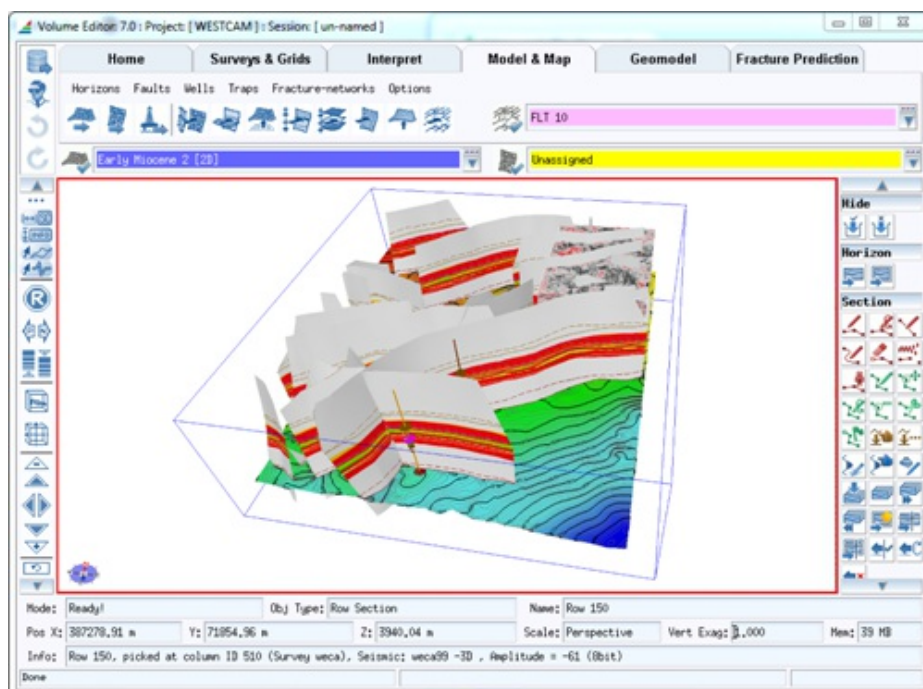 Volume Editor 7.0 : Project: [ WESTCAM ] : Session: [ un-named ]
Home Surveys & Grids Interpret Model & Map Geomodel Fracture Prediction
Horizons Faults Wells Traps Fracture-networks Options
FLT 10
Early Miocene 2 [2D] Unassigned
Hide
Horizon
Section
Mode: Ready! Obj Type: Row Section Name: Row 150
Pos X: 387278.91 m Y: 71854.96 m Z: 3940.04 m Scale: Perspective Vert Exag: 1.000 Mem: 39 MB
Info: Row 150, picked at column ID 510 (Survey weca), Seismic: weca99 -3D , Amplitude = -61 (8bit)
Done